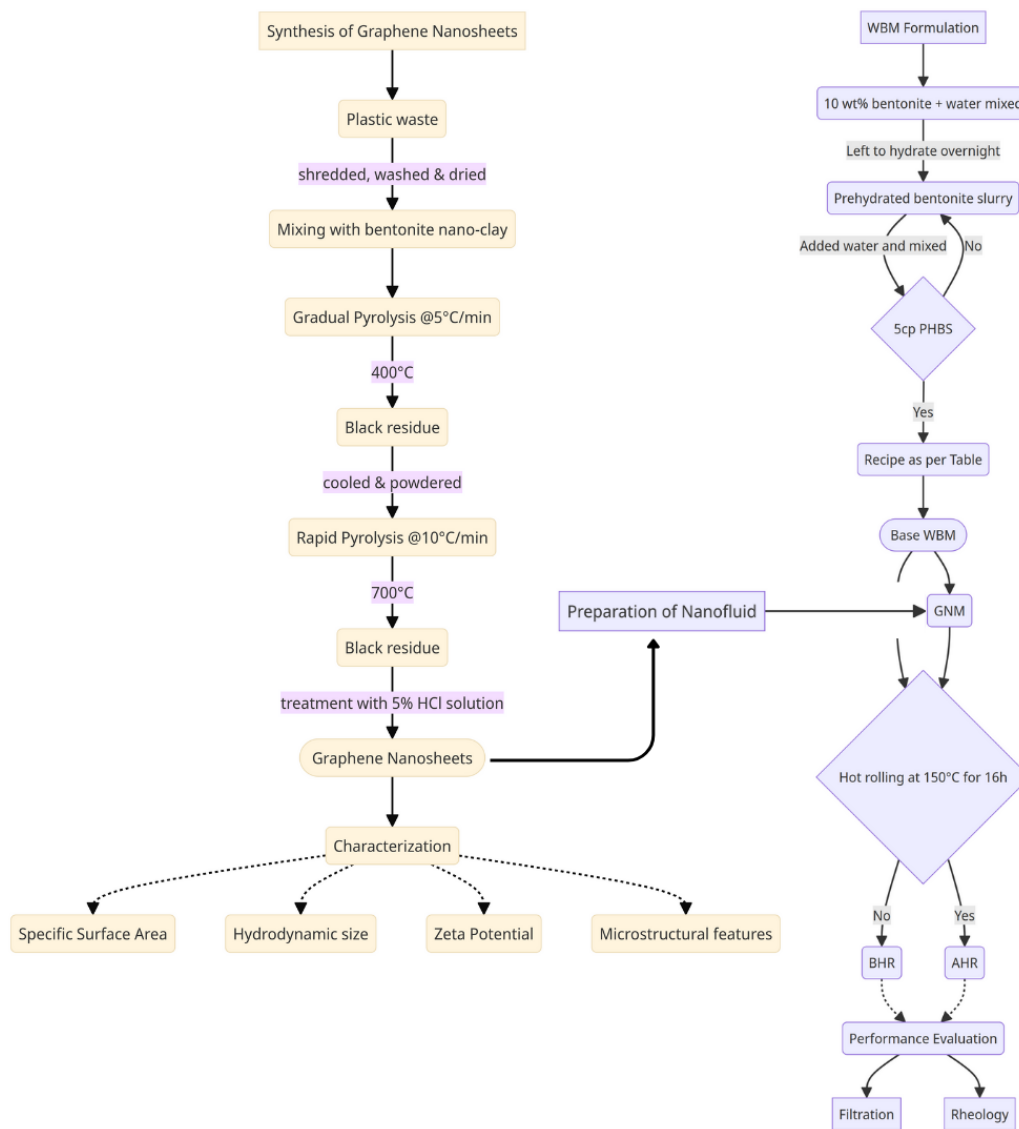 Synthesis of Graphene Nanosheets
Plastic waste
shredded, washed & dried
Mixing with bentonite nano-clay
Gradual Pyrolysis @5°C/min
400°C
Black residue
cooled & powdered
Rapid Pyrolysis @10°C/min
700°C
Black residue
treatment with 5% HCl solution
Graphene Nanosheets
Characterization
Specific Surface Area
Hydrodynamic size
Zeta Potential
Microstructural features
Preparation of Nanofluid
WBM Formulation
10 wt% bentonite + water mixed
Left to hydrate overnight
Prehydrated bentonite slurry
Added water and mixed
No
5cp PHBS
Yes
Recipe as per Table
Base WBM
GNM
Hot rolling at 150°C for 16h
No
Yes
BHR
AHR
Performance Evaluation
Filtration
Rheology